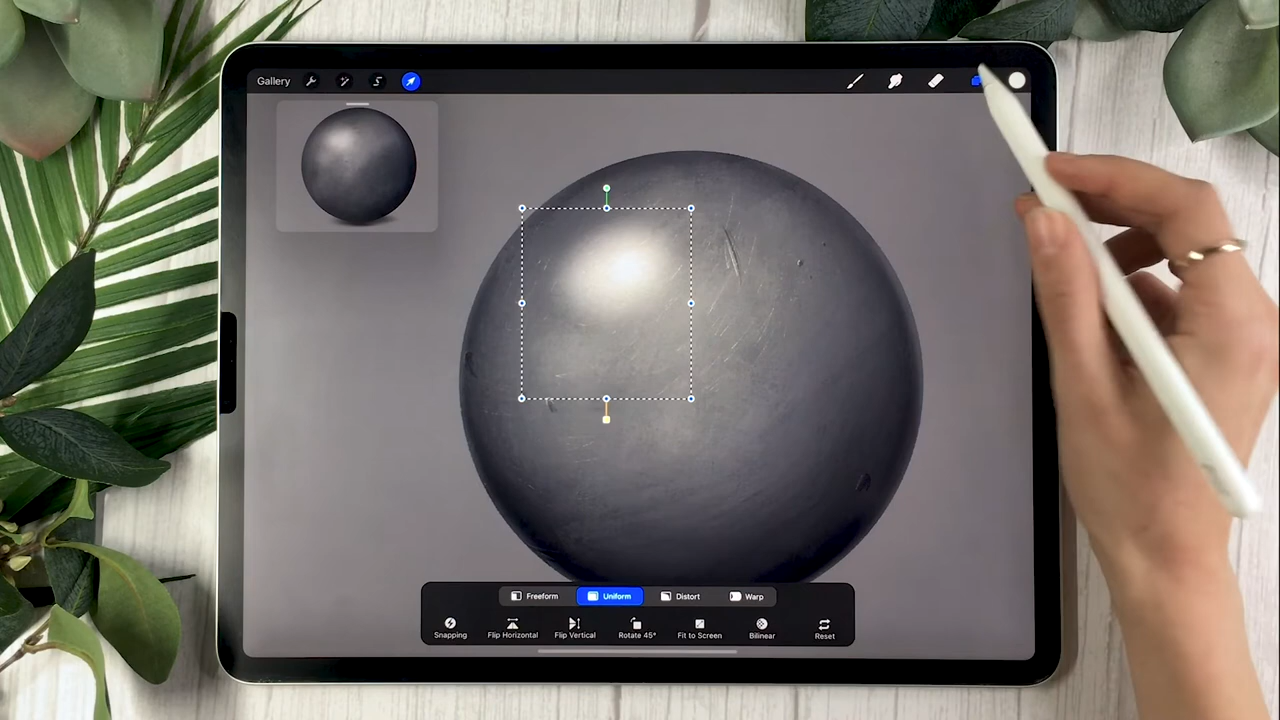 Gallery
Freeform Uniform Distort Warp
Snapping Flip Horizontal Flip Vertical Rotate 45° Fit to Screen Bilinear Reset